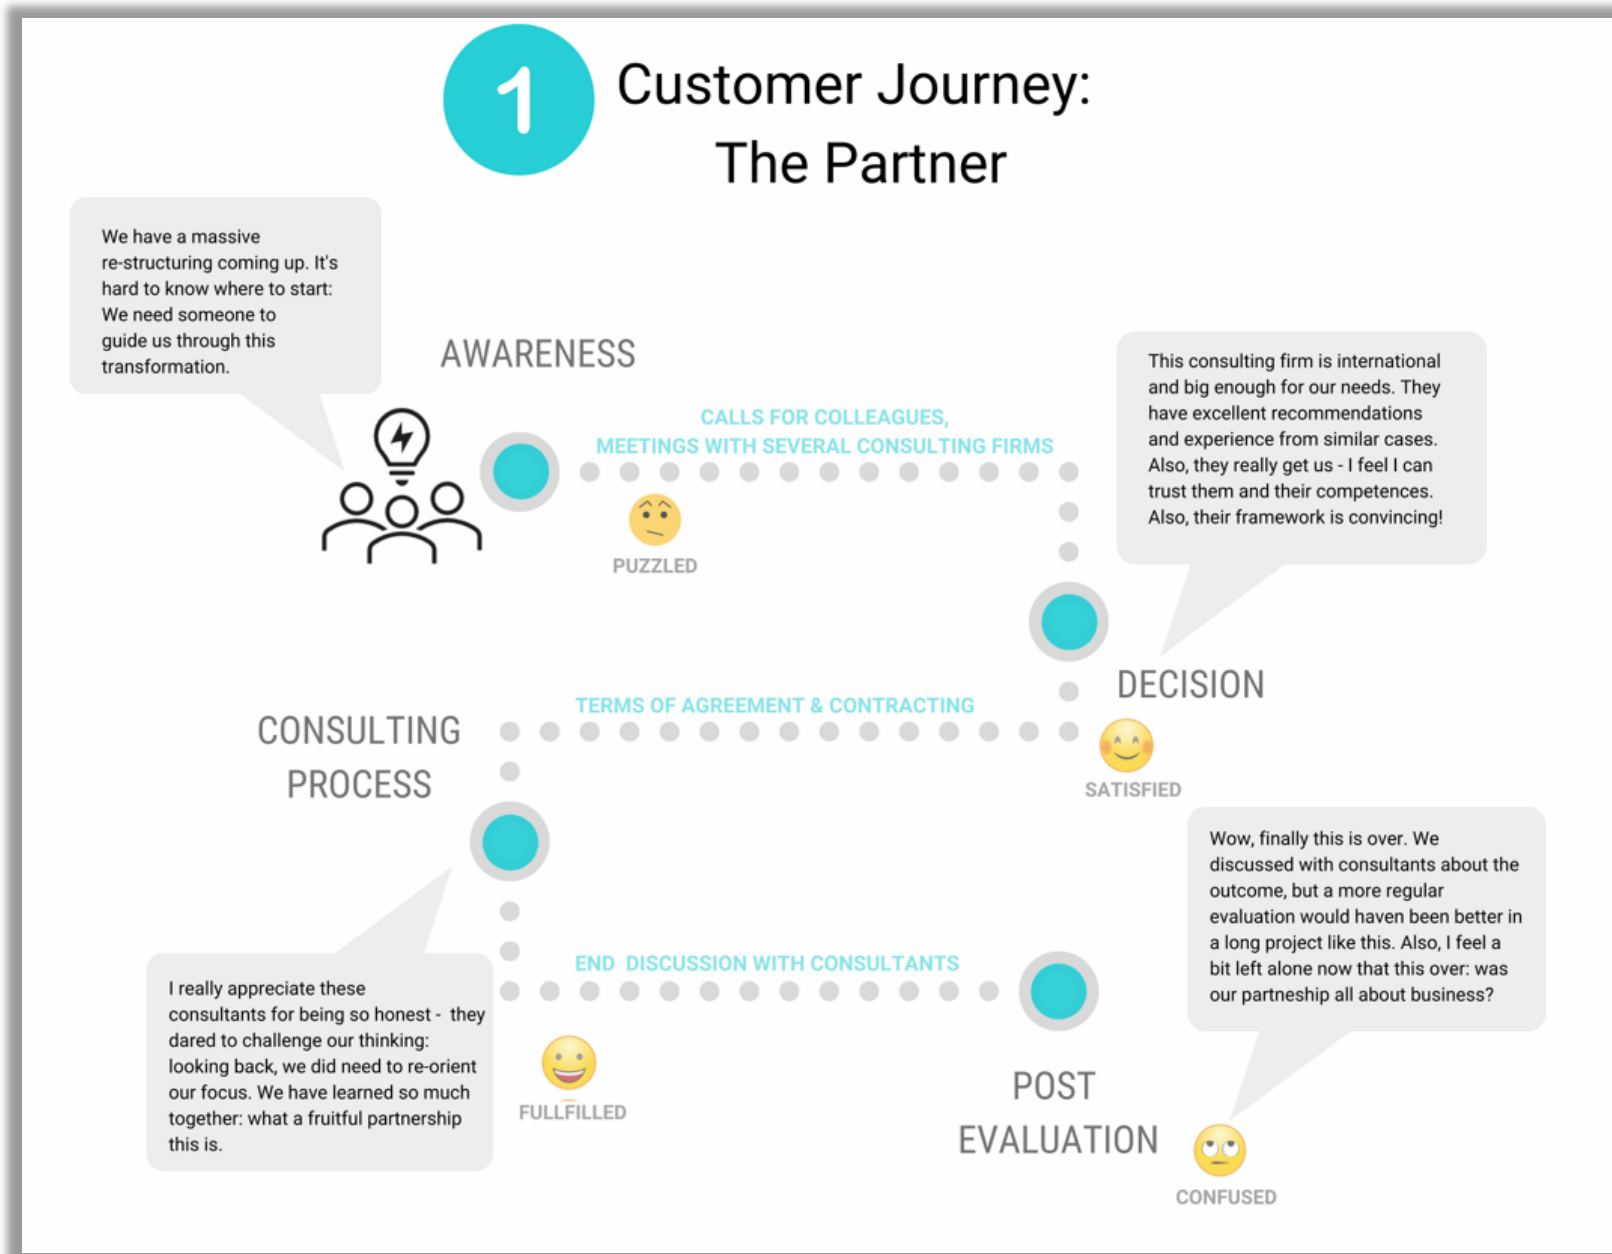 1
Customer Journey:
The Partner
We have a massive
re-structuring coming up. It's
hard to know where to start:
We need someone to
guide us through this
transformation.
AWARENESS
CALLS FOR COLLEAGUES,
MEETINGS WITH SEVERAL CONSULTING FIRMS
PUZZLED
This consulting firm is international
and big enough for our needs. They
have excellent recommendations
and experience from similar cases.
Also, they really get us - I feel I can
trust them and their competences.
Also, their framework is convincing!
DECISION
SATISFIED
TERMS OF AGREEMENT & CONTRACTING
CONSULTING
PROCESS
I really appreciate these
consultants for being so honest - they
dared to challenge our thinking:
looking back, we did need to re-orient
our focus. We have learned so much
together: what a fruitful partnership
this is.
END DISCUSSION WITH CONSULTANTS
FULLFILLED
Wow, finally this is over. We
discussed with consultants about the
outcome, but a more regular
evaluation would haven been better in
a long project like this. Also, I feel a
bit left alone now that this over: was
our partneship all about business?
POST
EVALUATION
CONFUSED